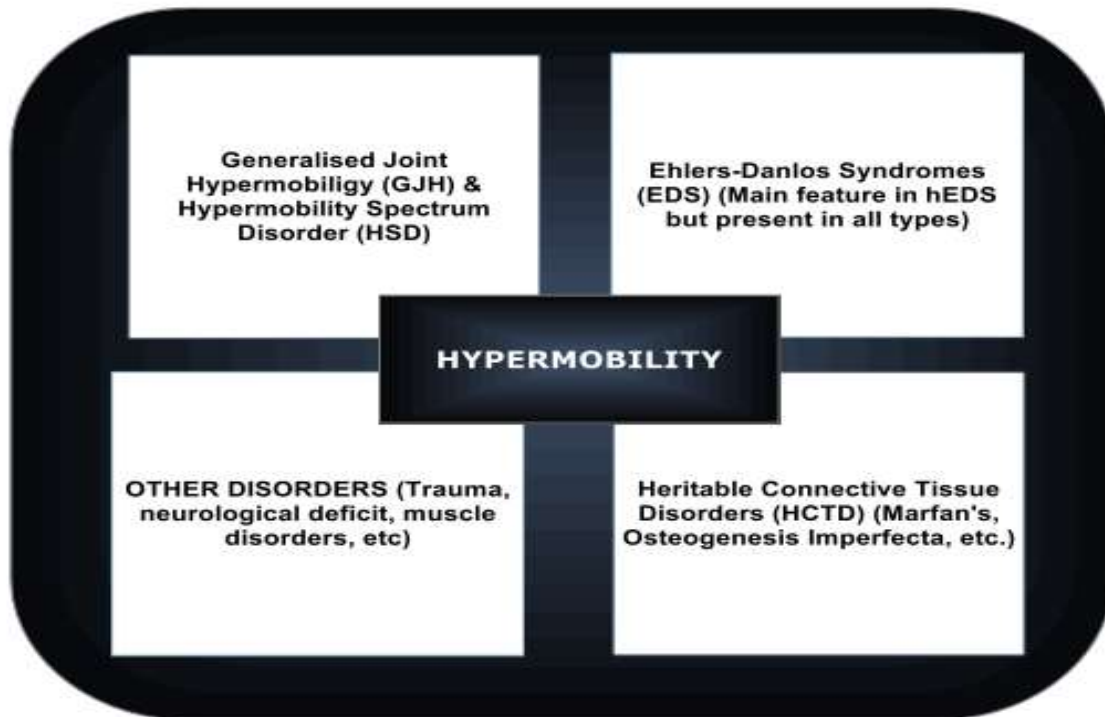 Generalised Joint
Hypermobiligy (GJH) &
Hypermobility Spectrum
Disorder (HSD)
Ehlers-Danlos Syndromes
(EDS) (Main feature in hEDS
but present in all types)
HYPERMOBILITY
OTHER DISORDERS (Trauma,
neurological deficit, muscle
disorders, etc)
Heritable Connective Tissue
Disorders (HCTD) (Marfan's,
Osteogenesis Imperfecta, etc.)